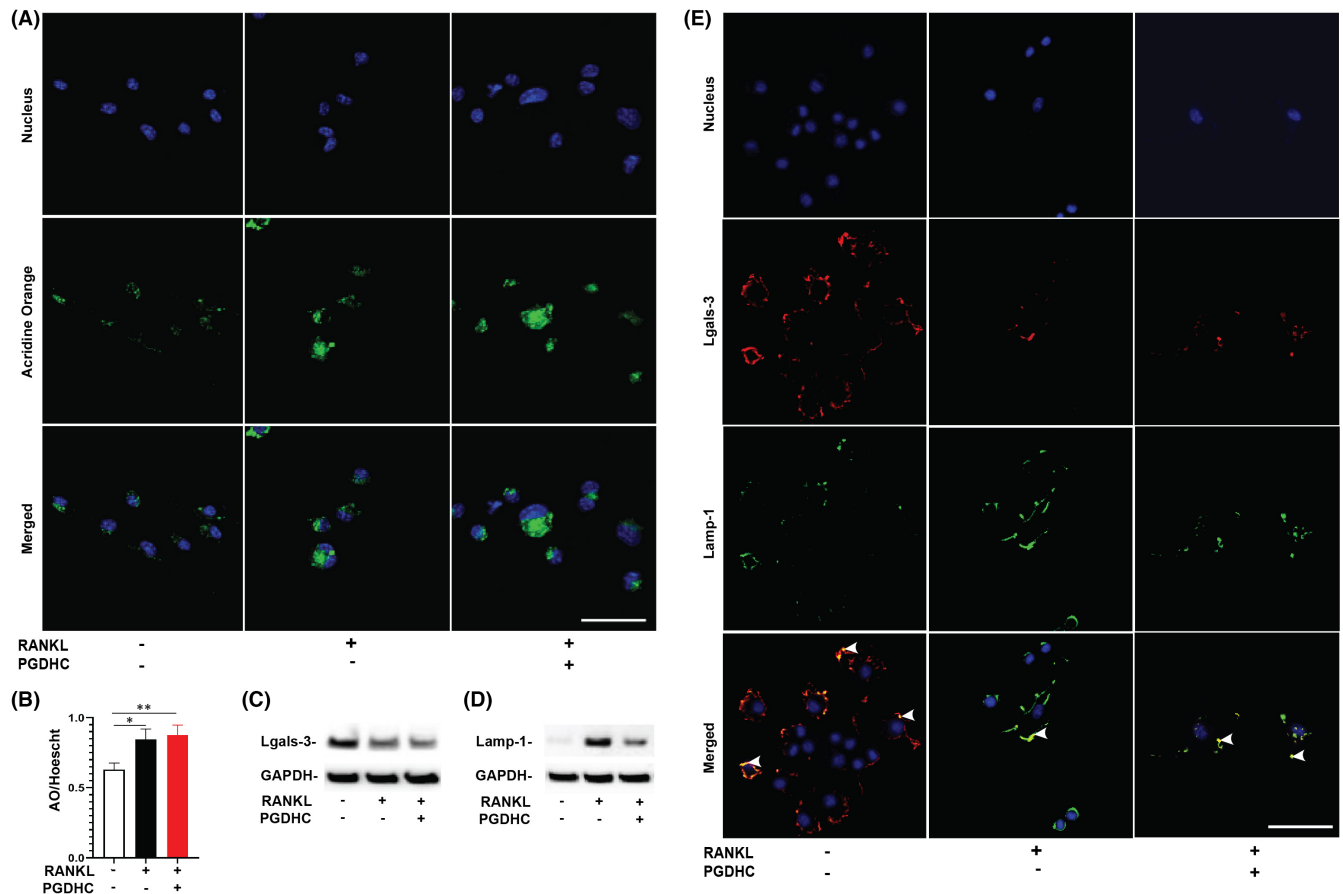 (A)
Nucleus
Acridine Orange
Merged
RANKL - + +
PGDHC - - +
(B)
** 
*
1.0
0.5
0.0
AO/Hoescht
RANKL - + +
PGDHC - - +
(C)
Lgals-3-
GAPDH-
RANKL - + +
PGDHC - - +
(D)
Lamp-1-
GAPDH-
RANKL - + +
PGDHC - - +
(E)
Nucleus
Lgals-3
Lamp-1
Merged
RANKL - + +
PGDHC - - +